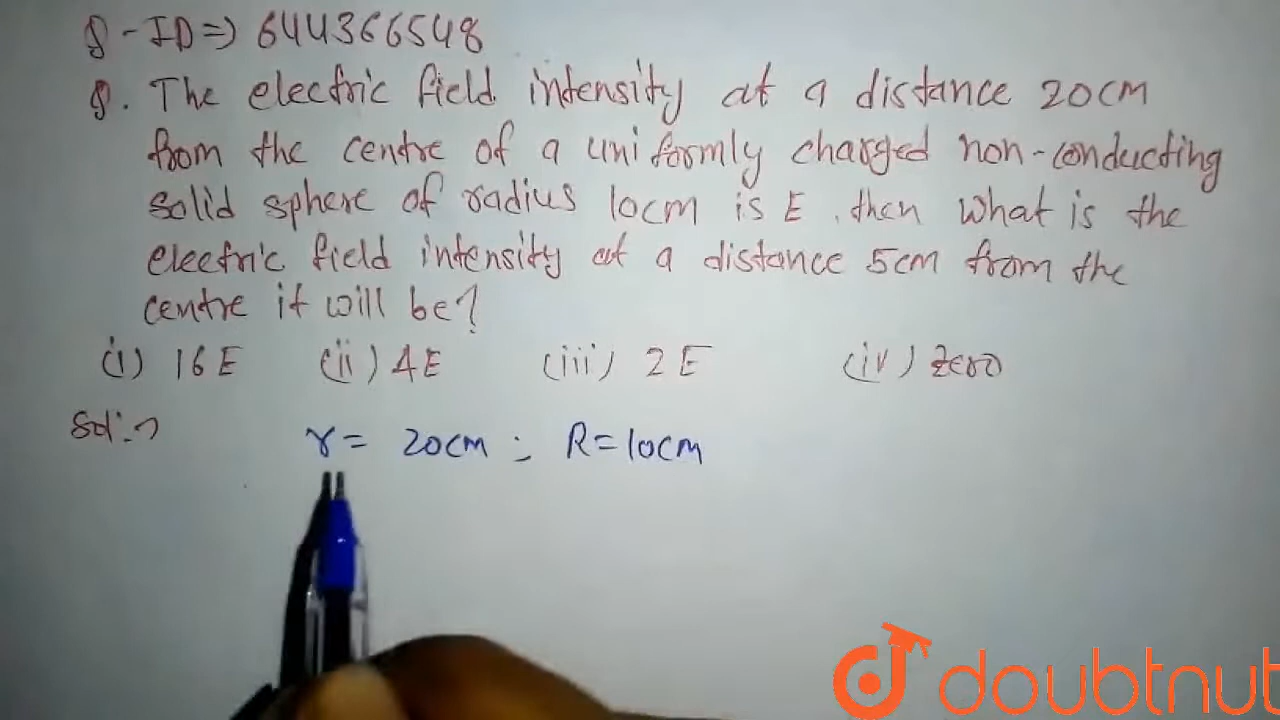 Q-ID⇒ 644366548
Q. The electric field intensity at a distance 20cm
from the centre of a uniformly charged non-conducting
solid sphere of radius 10cm is E. then what is the
electric field intensity at a distance 5cm from the
centre it will be?
(i) 16E (ii) 4E (iii) 2E (iv) zero
Sol:→
r = 20cm ; R=10cm
doubtnut